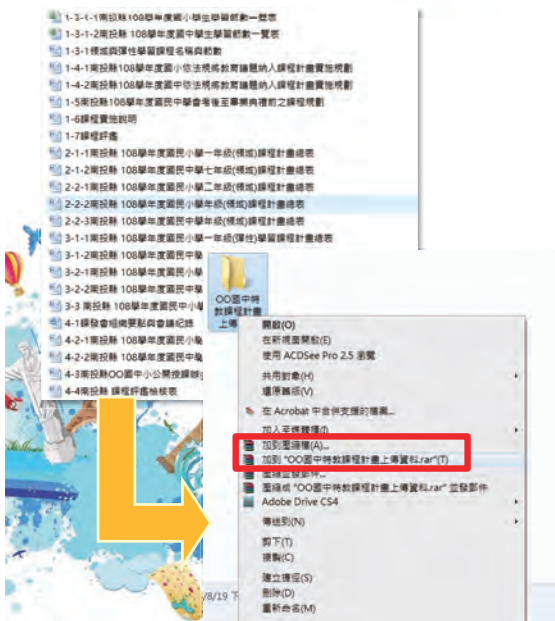 1-3-1-1南投縣108學年度國小學生學習節數一覽表
1-3-1-2南投縣108學年度國中學生學習節數一覽表
1-3-1領域與彈性學習課程名稱與節數
1-4-1南投縣108學年度國小依法規將教育議題納入課程計畫實施規劃
1-4-2南投縣108學年度國中依法規將教育議題納入課程計畫實施規劃
1-5南投縣108學年度國民中學會考後至畢業典禮前之課程規劃
1-6課程實施說明
1-7課程評鑑
2-1-1南投縣 108學年度國民小學一年級(領域)課程計畫總表
2-1-2南投縣 108學年度國民中學七年級(領域)課程計畫總表
2-2-1南投縣 108學年度國民小學二年級(領域)課程計畫總表
2-2-2南投縣 108學年度國民小學年級(領域)課程計畫總表
2-2-3南投縣 108學年度國民中學年級(領域)課程計畫總表
3-1-1南投縣 108學年度國民小學一年級(彈性)學習課程計畫總表
3-1-2南投縣 108學年度國民中學
3-2-1南投縣 108學年度國民小學
3-2-2南投縣 108學年度國民中學
3-3 南投縣 108學年度國民中小學
4-1課發會組織要點與會議紀錄
4-2-1南投縣 108學年度國民小學
4-2-2南投縣 108學年度國民中學
4-3南投縣OO國中小公開授課辦
4-4南投縣 課程評鑑檢核表
OO國中特
教課程計畫
上傳
開啟(O)
在新視窗開啟(E)
使用 ACDSee Pro 2.5 瀏覽
共用對象(H)
還原舊版(V)
在 Acrobat 中合併支援的檔案...
加入至媒體櫃(I)
加到壓縮檔(A)...
加到 "OO國中特教課程計畫上傳資料.rar"(T)
壓縮並發郵件...
壓縮成 "OO國中特教課程計畫上傳資料.rar" 並發郵件
Adobe Drive CS4
傳送到(N)
剪下(T)
複製(C)
建立捷徑(S)
/8/19 下
刪除(D)
重新命名(M)